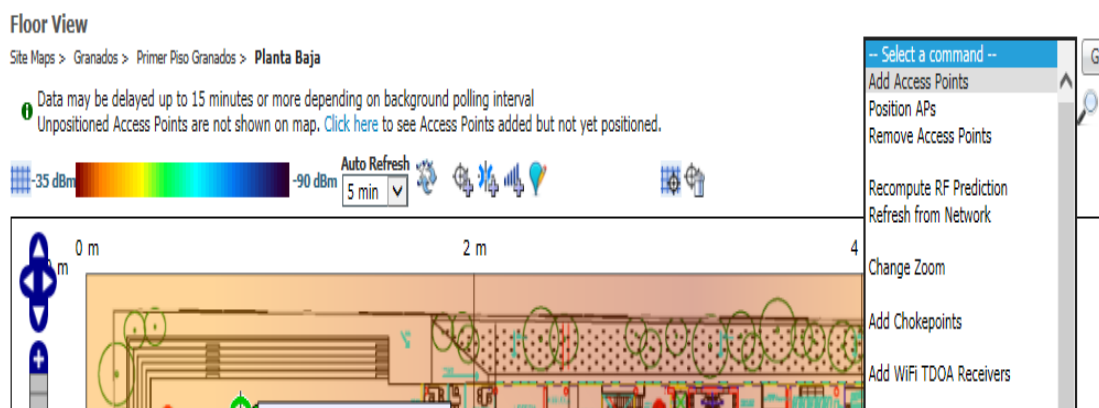 Floor View
Site Maps > Granados > Primer Piso Granados > Planta Baja
Data may be delayed up to 15 minutes or more depending on background polling interval
Unpositioned Access Points are not shown on map. Click here to see Access Points added but not yet positioned.
-35 dBm
-90 dBm
Auto Refresh
5 min
-- Select a command --
G
Add Access Points
Position APs
Remove Access Points
Recompute RF Prediction
Refresh from Network
Change Zoom
Add Chokepoints
Add WiFi TDOA Receivers
0 m
2 m
4
m